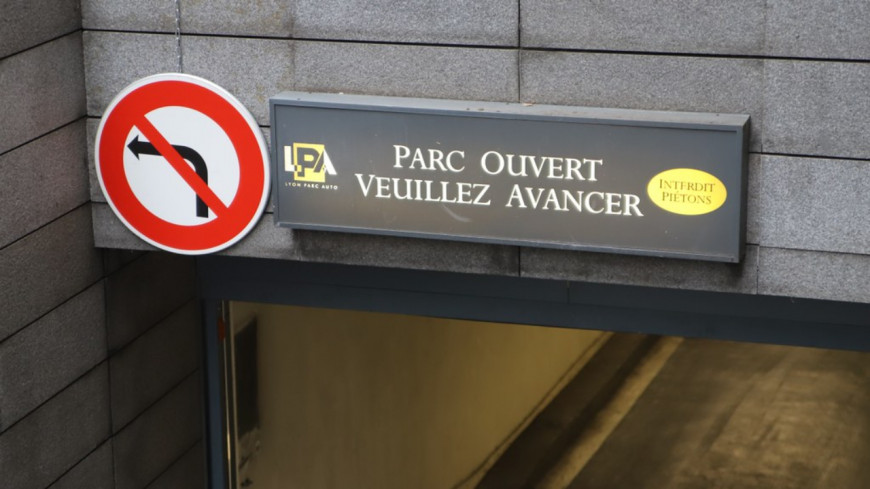 LPA
LYON PARC AUTO
PARC OUVERT
VEUILLEZ AVANCER
INTERDIT
PIÉTONS